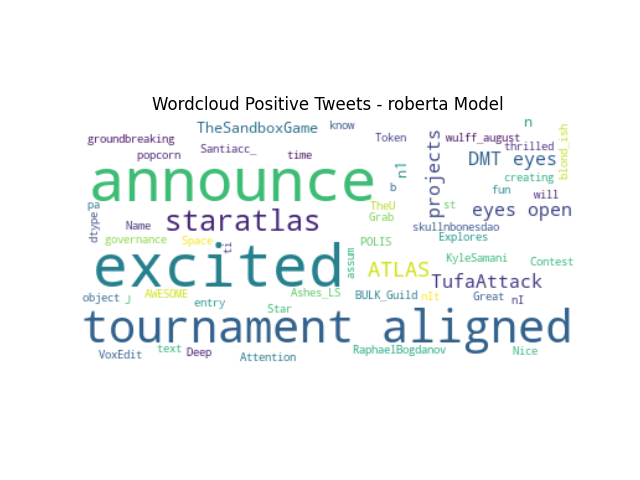 Wordcloud Positive Tweets - roberta Model
TheSandboxGame know n
groundbreaking Token wulff_august blond_ish
popcorn Santiacc_ time projects thrilled
announce n1 DMT eyes
b creating
fun will
pa TheU st eyes open
dtype staratlas Grab
Name skullnbonesdao
governance Space ti POLIS Explores
excited assum KyleSamani
ATLAS Contest
TufaAttack
object J AWESOME entry Ashes_LS BULK_Guild nIt Great nI
Star
tournament aligned
VoxEdit text Deep Attention RaphaelBogdanov Nice